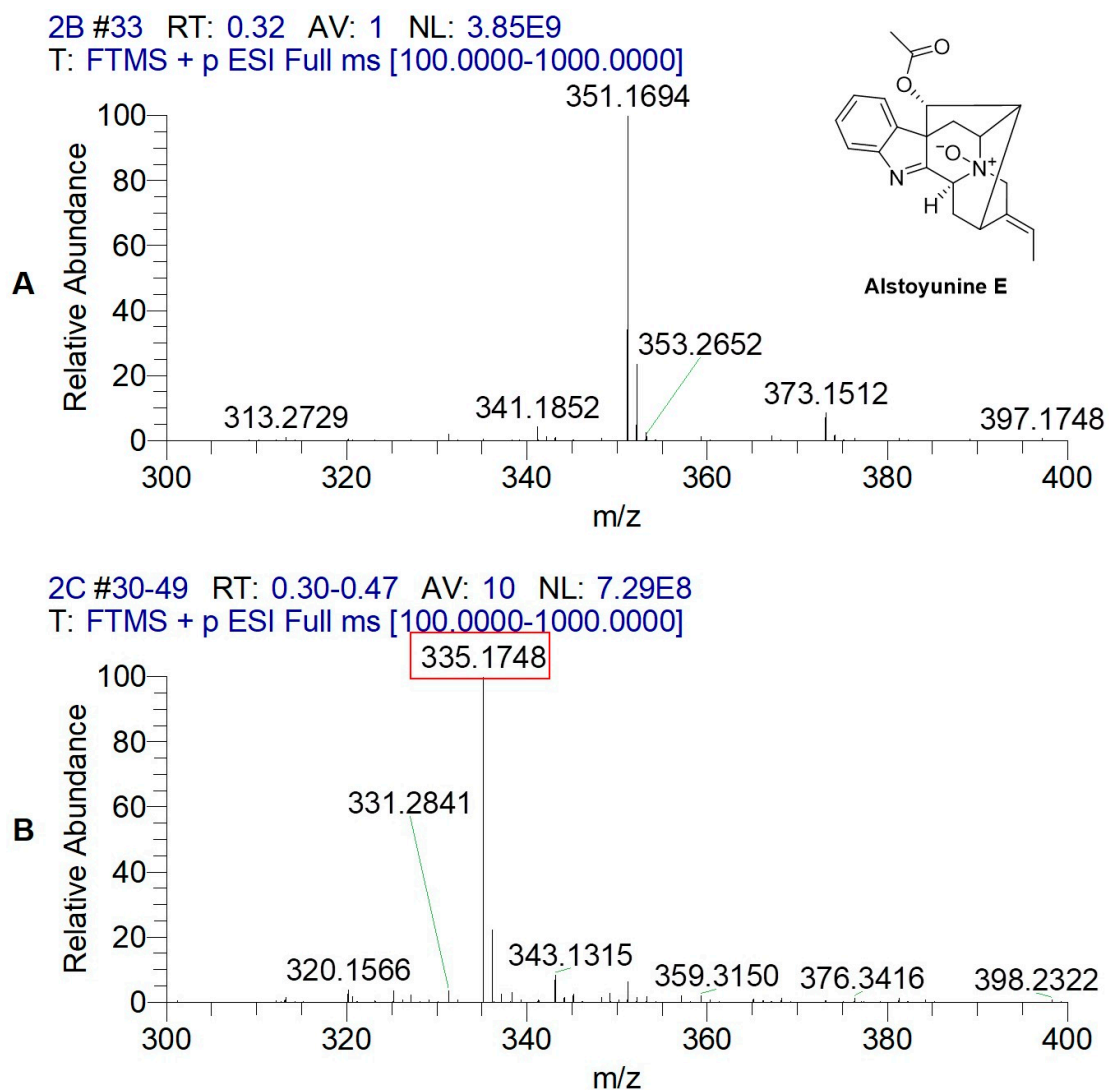 2B #33 RT: 0.32 AV: 1 NL: 3.85E9
T: FTMS + p ESI Full ms [100.0000-1000.0000]
351.1694
100
80
60
40
20
0
Relative Abundance
A
313.2729
341.1852
353.2652
373.1512
397.1748
300
320
340
360
380
400
m/z
O
O
-O
N+
N
H
Alstoyunine E
2C #30-49 RT: 0.30-0.47 AV: 10 NL: 7.29E8
T: FTMS + p ESI Full ms [100.0000-1000.0000]
335.1748
100
80
60
40
20
0
Relative Abundance
B
331.2841
320.1566
343.1315
359.3150
376.3416
398.2322
300
320
340
360
380
400
m/z